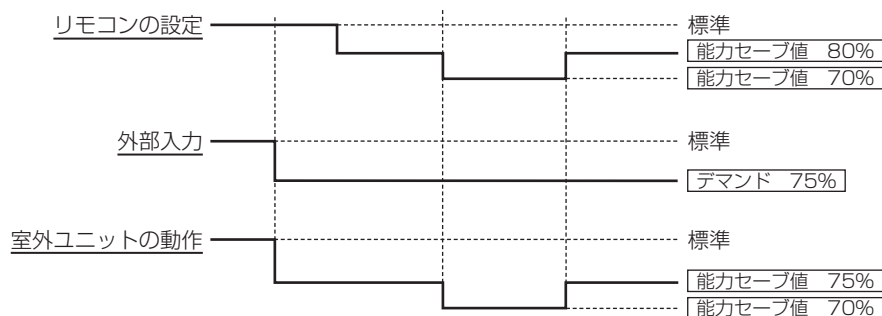 リモコンの設定
標準
能力セーブ値 80%
能力セーブ値 70%
外部入力
標準
デマンド 75%
室外ユニットの動作
標準
能力セーブ値 75%
能力セーブ値 70%